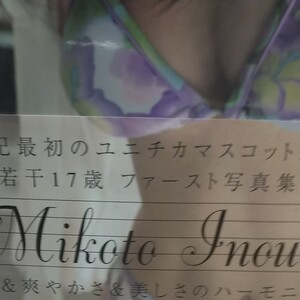 最初のユニチカマスコット
若干17歳 ファースト写真集
Mikoto Inou
&爽やかさ&美しさのハーモニ